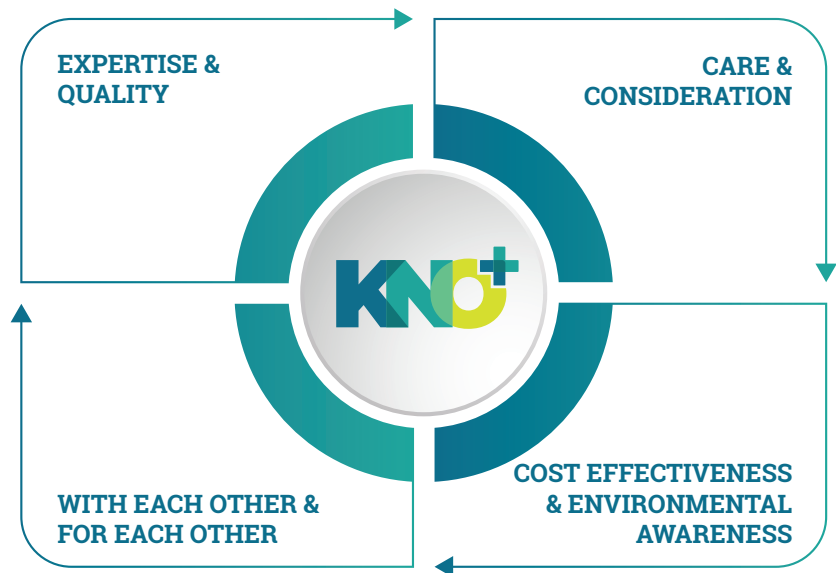 EXPERTISE &
QUALITY
CARE &
CONSIDERATION
KNO+
WITH EACH OTHER &
FOR EACH OTHER
COST EFFECTIVENESS
& ENVIRONMENTAL
AWARENESS